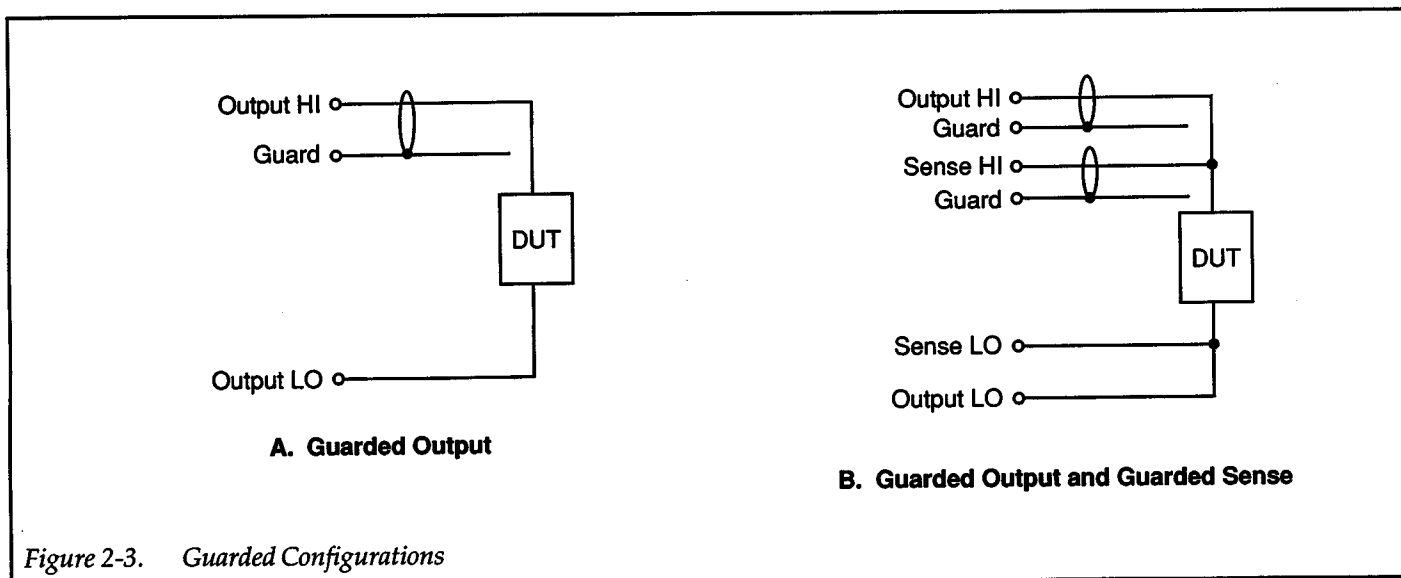 Output HI
Guard
DUT
Output LO
A. Guarded Output
Output HI
Guard
Sense HI
Guard
DUT
Sense LO
Output LO
B. Guarded Output and Guarded Sense
Figure 2-3. Guarded Configurations